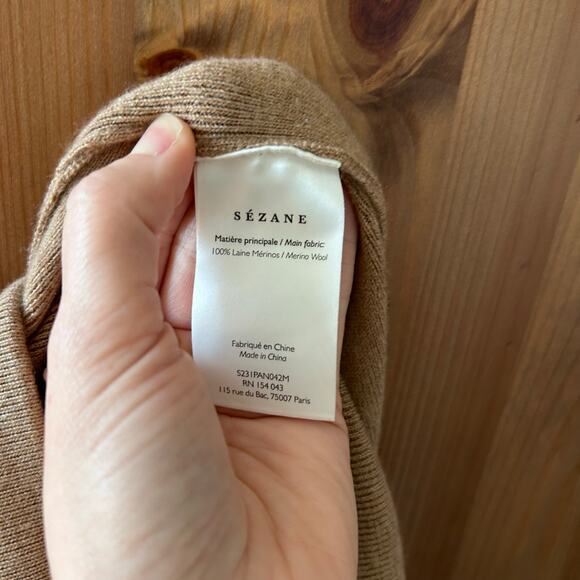 SÉZANE
Matière principale / Main fabric:
100% Laine Mérinos / Merino Wool
Fabriqué en Chine
Made in China
S231PAN042M
RN 154 043
115 rue du Bac, 75007 Paris